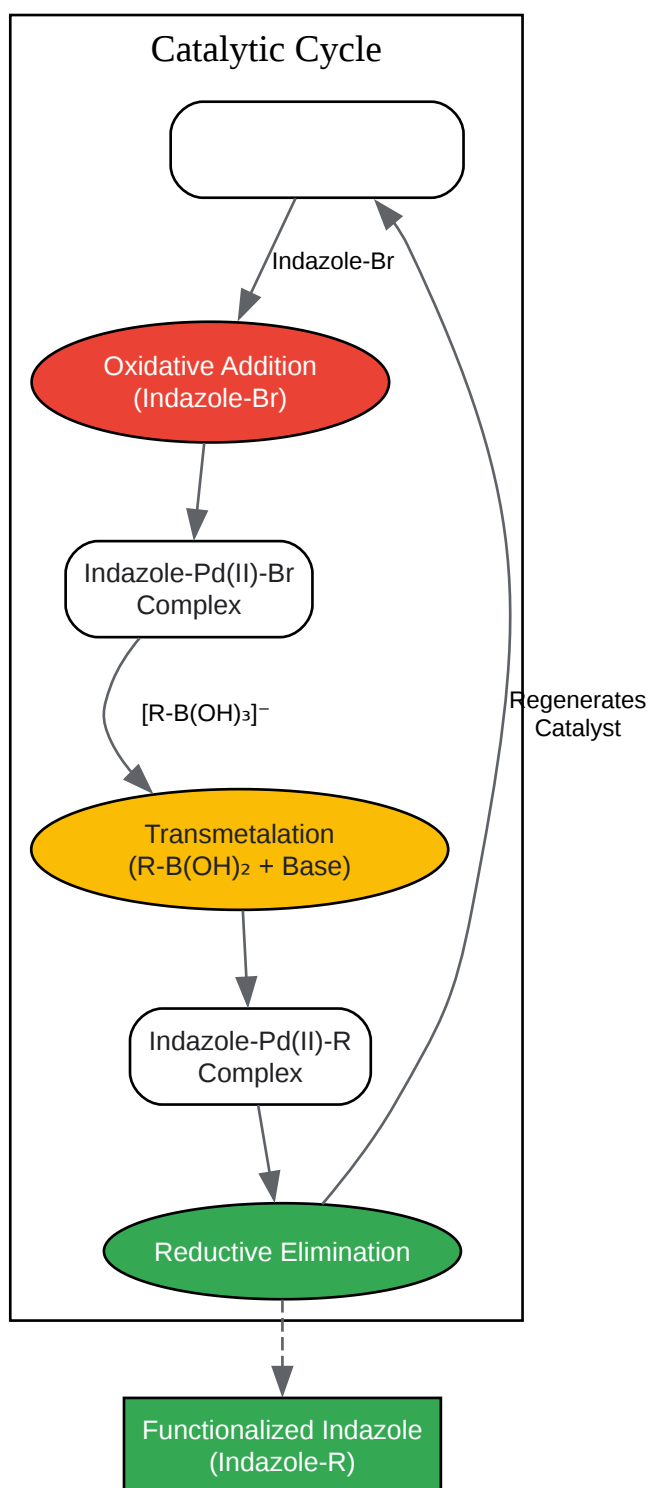 Catalytic Cycle
Indazole-Br
Oxidative Addition
(Indazole-Br)
Indazole-Pd(II)-Br
Complex
[R-B(OH)₃]⁻
Regenerates
Catalyst
Transmetalation
(R-B(OH)₂ + Base)
Indazole-Pd(II)-R
Complex
Reductive Elimination
Functionalized Indazole
(Indazole-R)